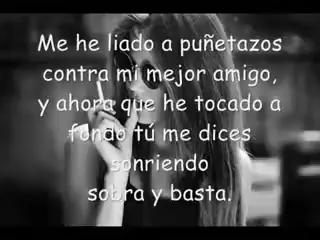 Me he liado a puñetazos
contra mi mejor amigo,
y ahora que he tocado a
fondo tú me dices
sonriendo
sobra y basta.